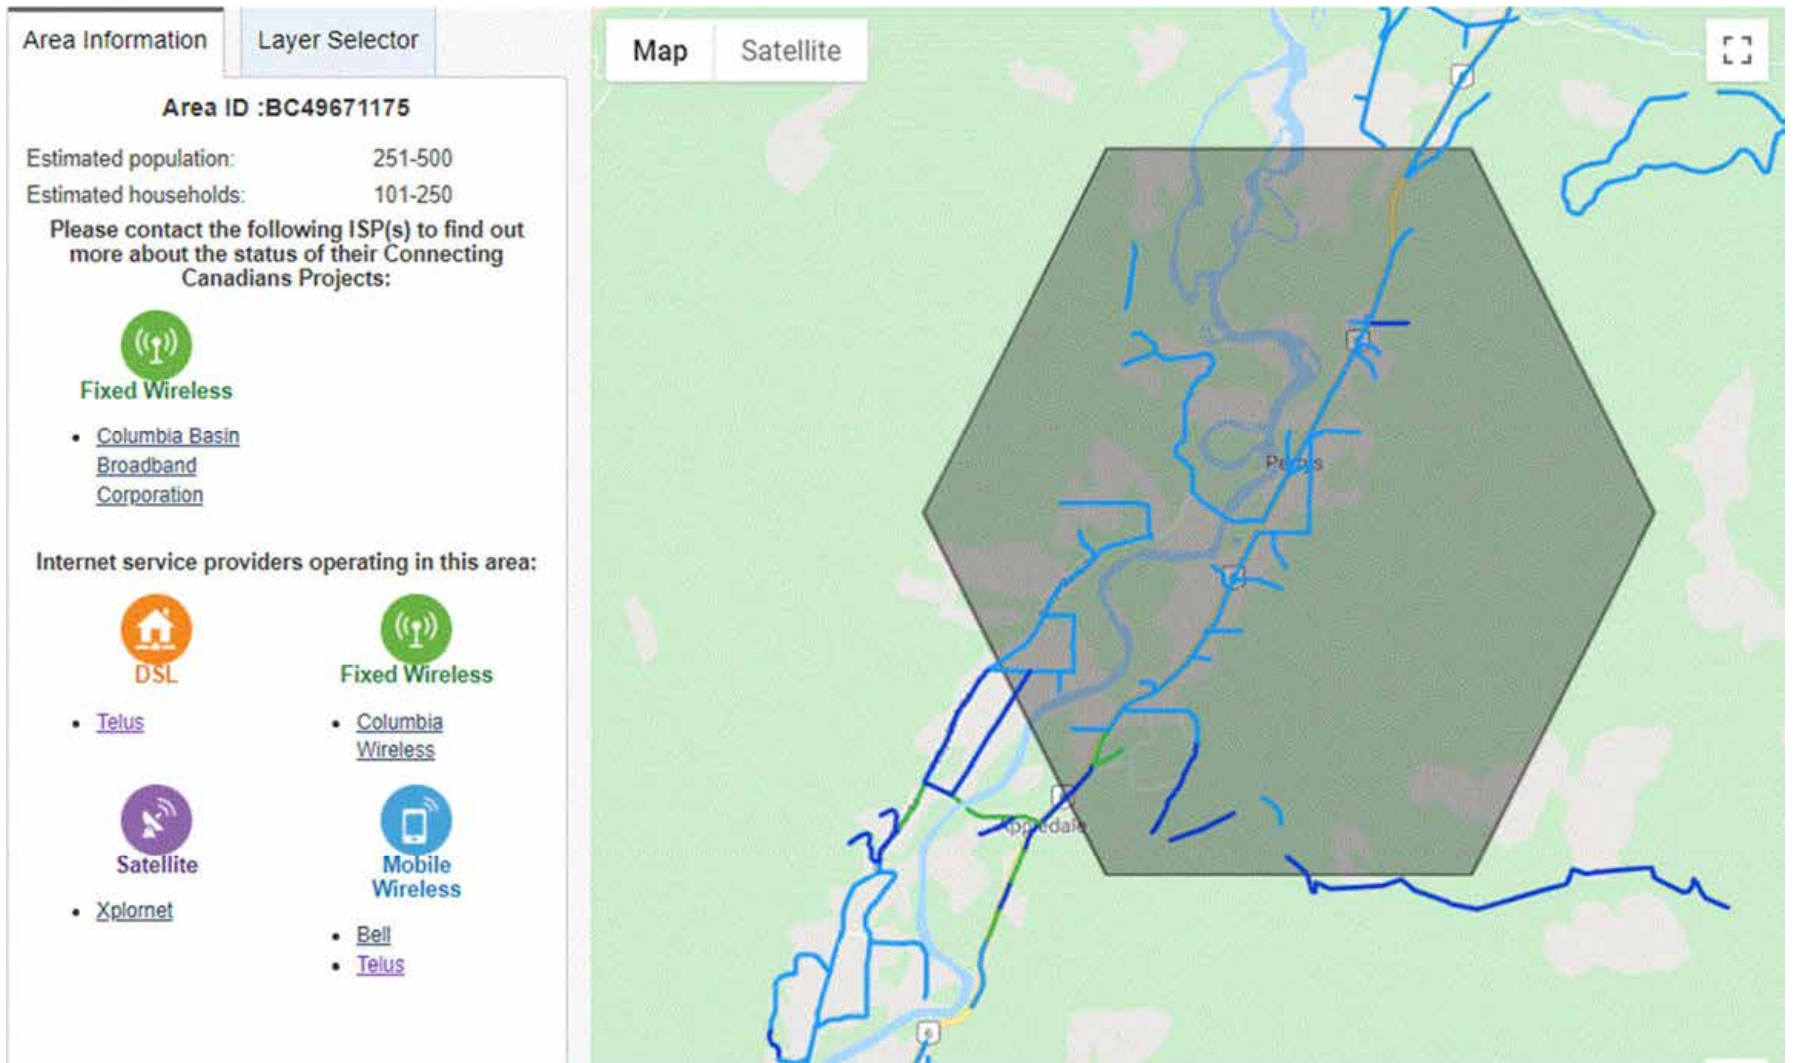 Area Information
Layer Selector
Area ID :BC49671175
Estimated population: 251-500
Estimated households: 101-250
Please contact the following ISP(s) to find out
more about the status of their Connecting
Canadians Projects:
Fixed Wireless
Columbia Basin
Broadband
Corporation
Internet service providers operating in this area:
DSL
Telus
Fixed Wireless
Columbia
Wireless
Satellite
Xplornet
Mobile
Wireless
Bell
Telus
Map
Satellite
Perrys
Appledale
6